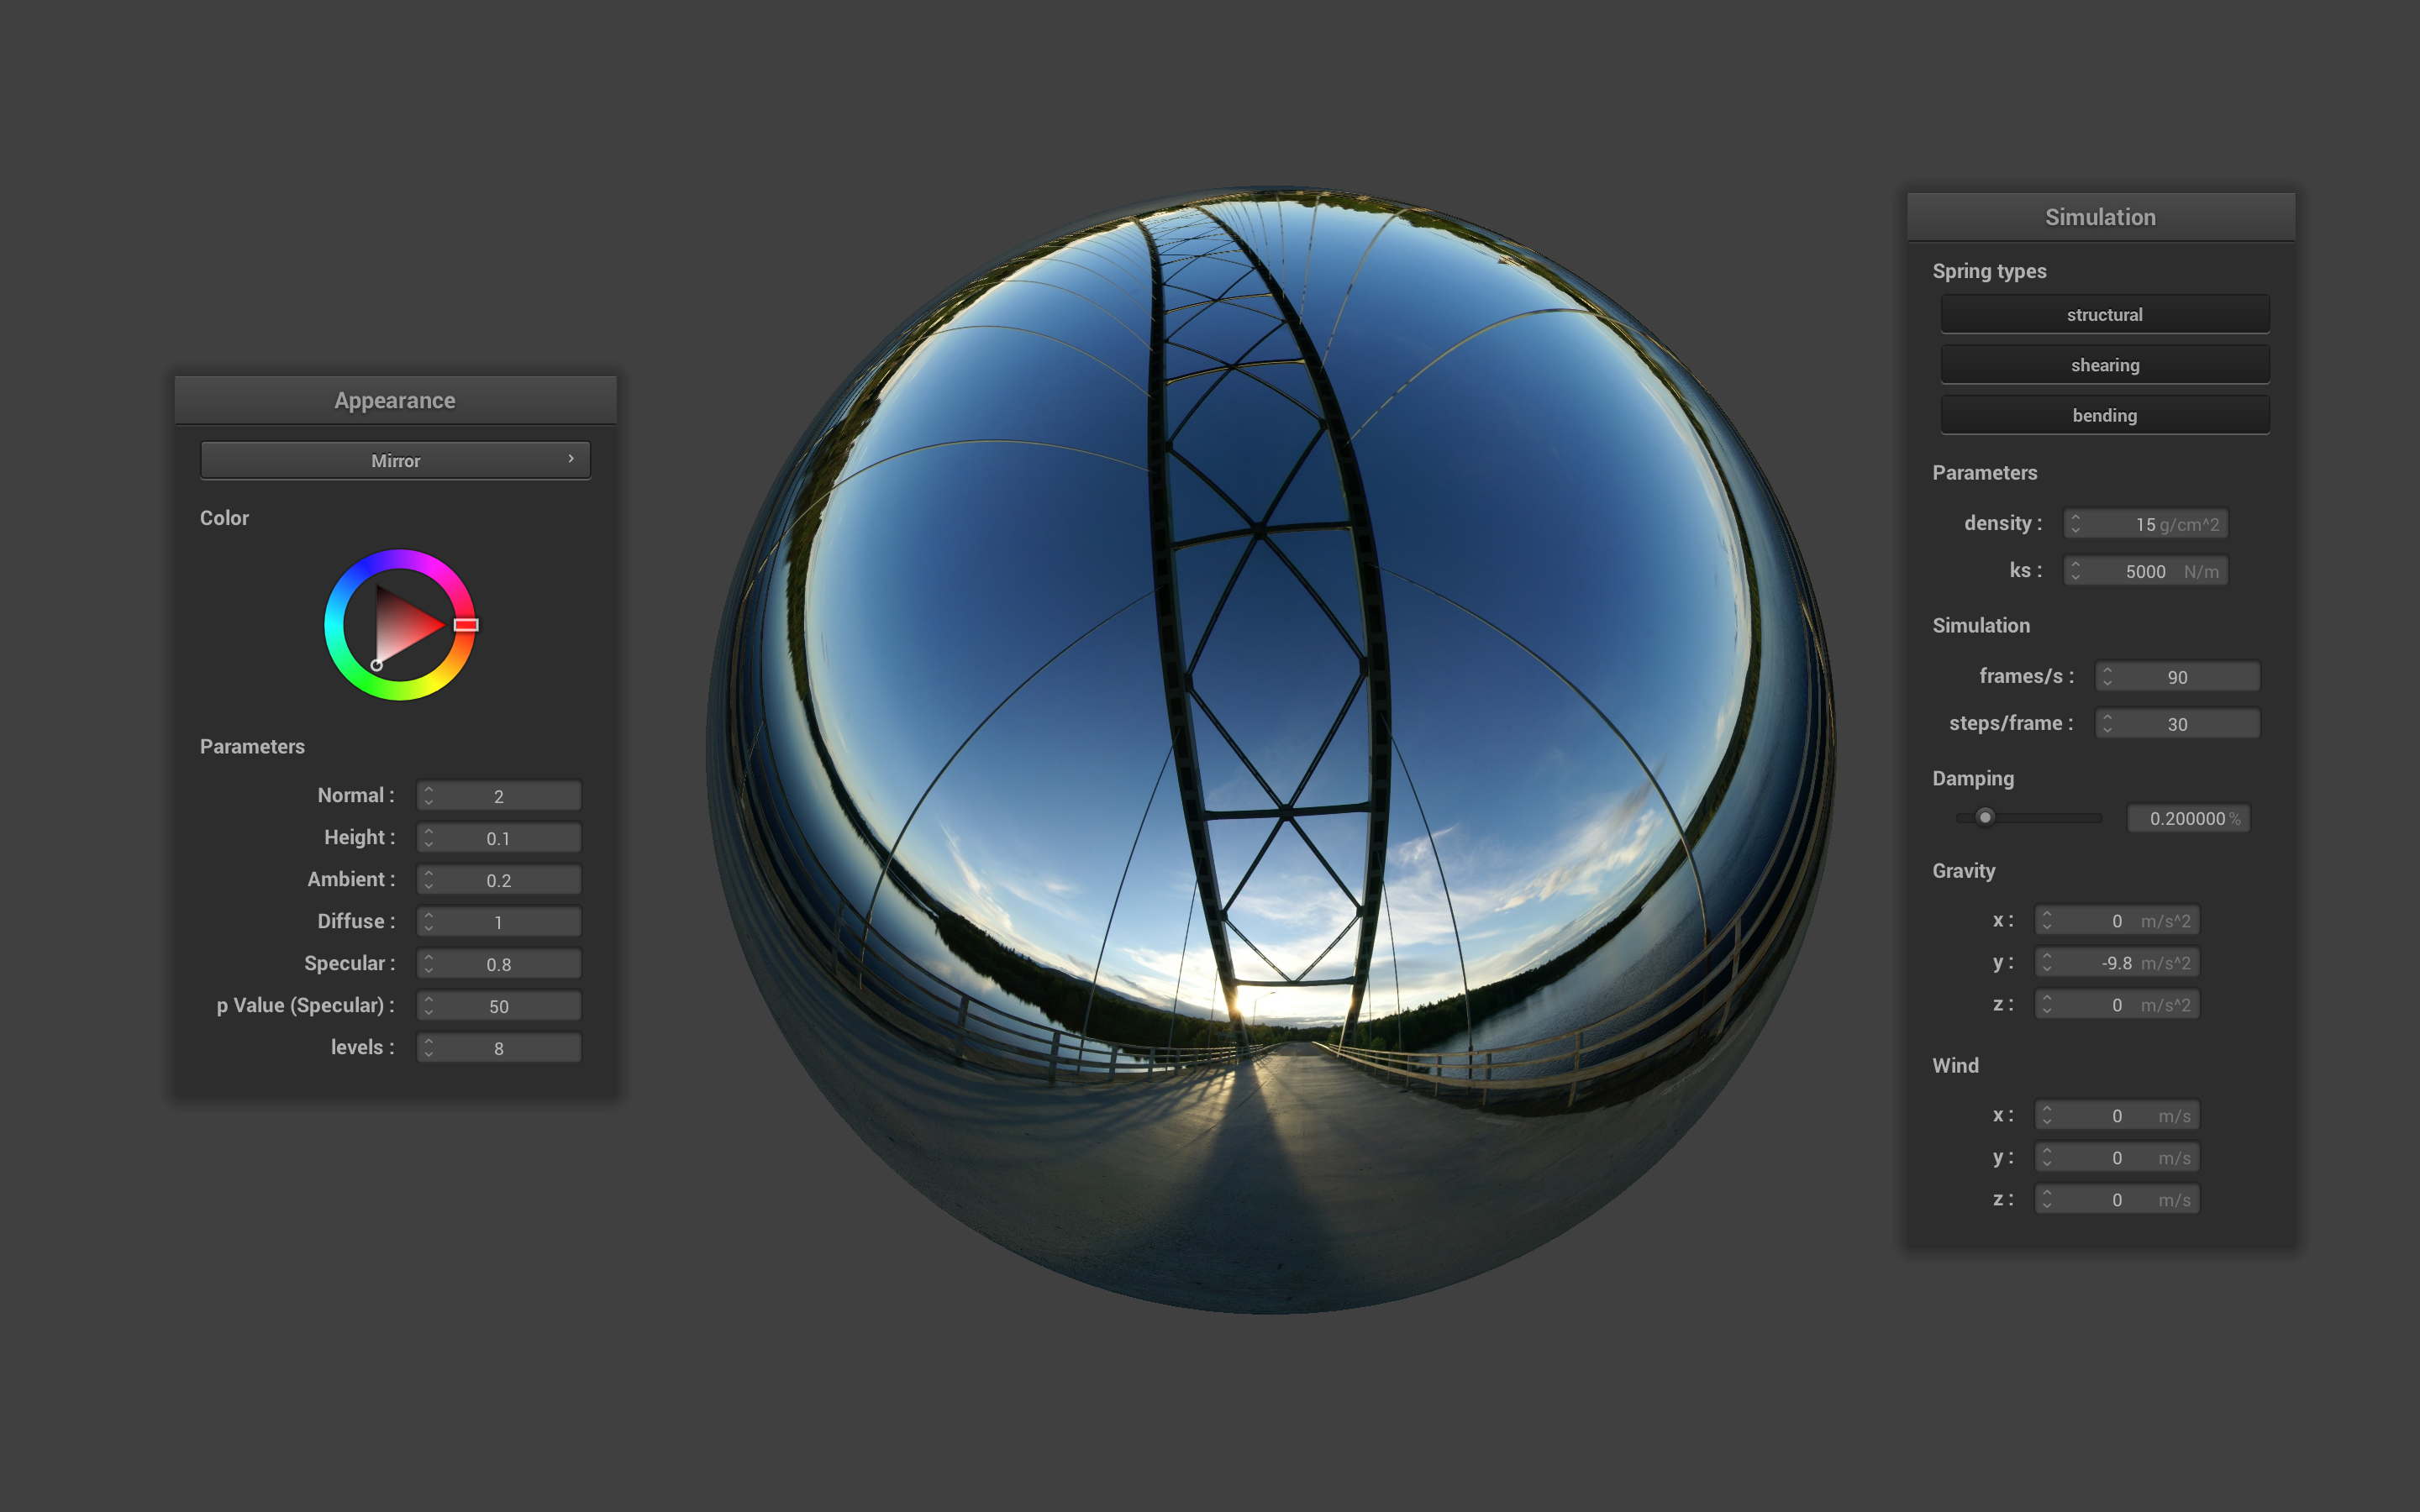 Appearance
Mirror
Color
Parameters
Normal : 2
Height : 0.1
Ambient : 0.2
Diffuse : 1
Specular : 0.8
p Value (Specular) : 50
levels : 8
Simulation
Spring types
structural
shearing
bending
Parameters
density : 15 g/cm^2
ks : 5000 N/m
Simulation
frames/s : 90
steps/frame : 30
Damping
0.200000 %
Gravity
x : 0 m/s^2
y : -9.8 m/s^2
z : 0 m/s^2
Wind
x : 0 m/s
y : 0 m/s
z : 0 m/s